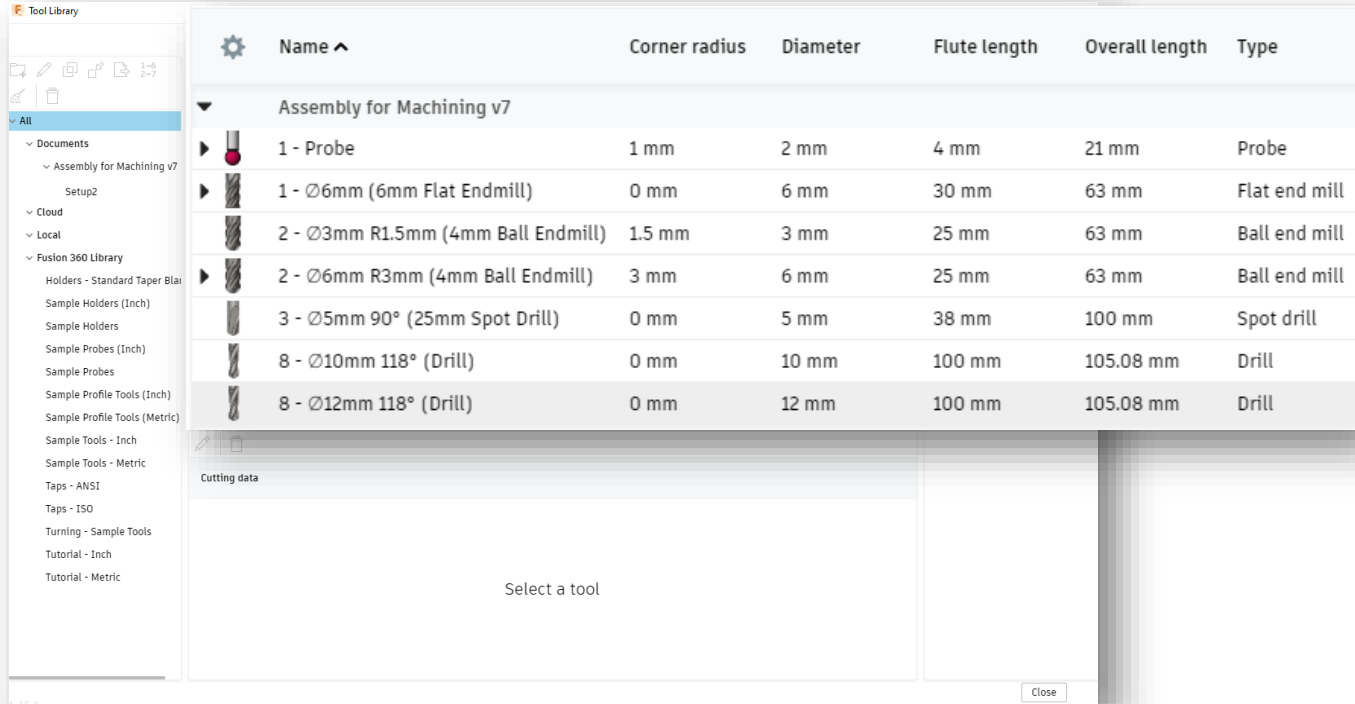 Tool Library
All
Documents
Assembly for Machining v7
Setup2
Cloud
Local
Fusion 360 Library
Holders - Standard Taper
Sample Holders (Inch)
Sample Holders
Sample Probes (Inch)
Sample Probes
Sample Profile Tools (Inch)
Sample Profile Tools (Metric)
Sample Tools - Inch
Sample Tools - Metric
Taps - ANSI
Taps - ISO
Turning - Sample Tools
Tutorial - Inch
Tutorial - Metric
Name Corner radius Diameter Flute length Overall length Type
Assembly for Machining v7
1 - Probe 1 mm 2 mm 4 mm 21 mm Probe
1 - ∅6mm (6mm Flat Endmill) 0 mm 6 mm 30 mm 63 mm Flat end mill
2 - ∅3mm R1.5mm (4mm Ball Endmill) 1.5 mm 3 mm 25 mm 63 mm Ball end mill
2 - ∅6mm R3mm (4mm Ball Endmill) 3 mm 6 mm 25 mm 63 mm Ball end mill
3 - ∅5mm 90° (25mm Spot Drill) 0 mm 5 mm 38 mm 100 mm Spot drill
8 - ∅10mm 118° (Drill) 0 mm 10 mm 100 mm 105.08 mm Drill
8 - ∅12mm 118° (Drill) 0 mm 12 mm 100 mm 105.08 mm Drill
Cutting data
Select a tool
Close